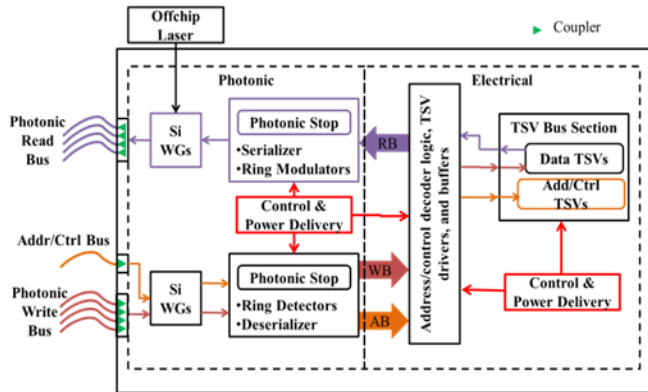 Offchip
Laser
Coupler
Photonic
Electrical
Photonic
Read
Bus
Si
WGs
Photonic Stop
•Serializer
•Ring Modulators
RB
Address/control decoder logic, TSV
drivers, and buffers
TSV Bus Section
Data TSVs
Add/Ctrl
TSVs
Control &
Power Delivery
Addr/Ctrl Bus
Photonic
Write
Bus
Si
WGs
Photonic Stop
•Ring Detectors
•Deserializer
WB
AB
Control &
Power Delivery